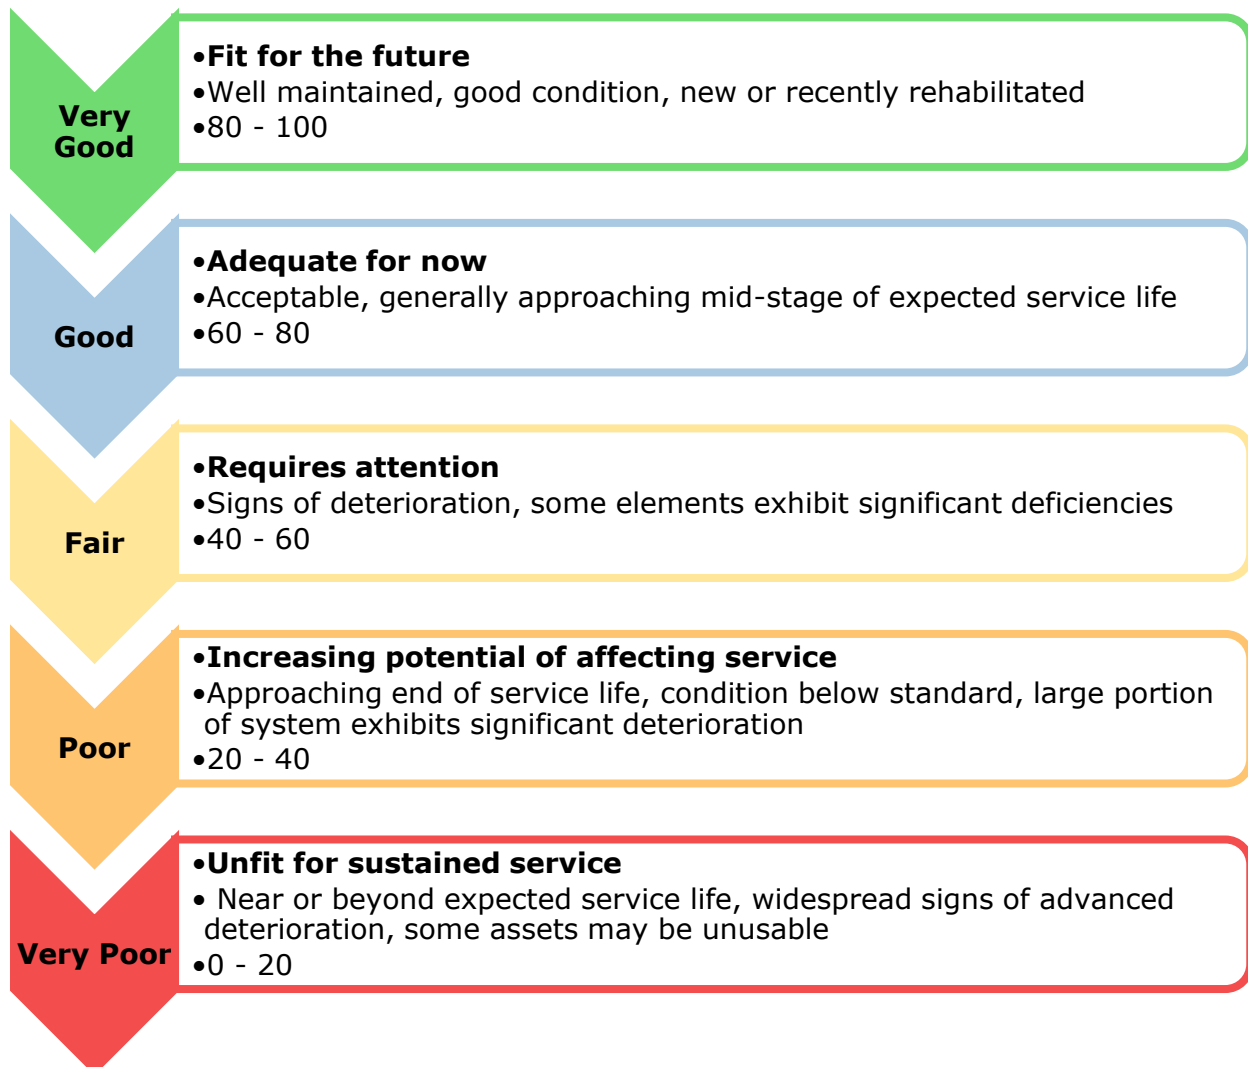 Very
Good
•Fit for the future
•Well maintained, good condition, new or recently rehabilitated
•80 - 100
Good
•Adequate for now
•Acceptable, generally approaching mid-stage of expected service life
•60 - 80
Fair
•Requires attention
•Signs of deterioration, some elements exhibit significant deficiencies
•40 - 60
Poor
•Increasing potential of affecting service
•Approaching end of service life, condition below standard, large portion
of system exhibits significant deterioration
•20 - 40
Very Poor
•Unfit for sustained service
• Near or beyond expected service life, widespread signs of advanced
deterioration, some assets may be unusable
•0 - 20